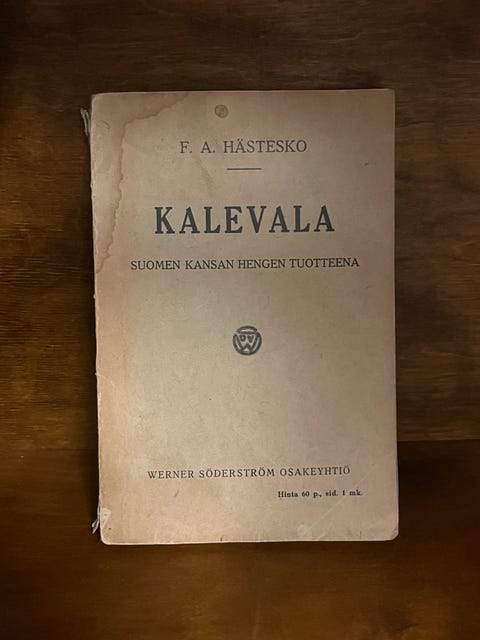 F. A. HÄSTESKO
KALEVALA
SUOMEN KANSAN HENGEN TUOTTEENA
WERNER SÖDERSTRÖM OSAKEYHTIÖ
Hinta 60 p., sid. 1 mk.